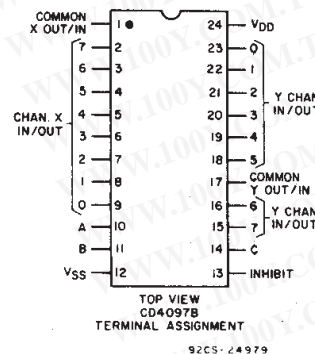 COMMON
X OUT/IN
1
24
VDD
7
2
23
0
6
3
22
1
5
4
21
2
Y CHAN.
IN/OUT
CHAN. X
IN/OUT
4
5
20
3
3
6
19
4
2
7
18
5
1
8
17
COMMON
Y OUT/IN
0
9
16
6
Y CHAN.
IN/OUT
A
10
15
7
B
11
14
C
VSS
12
13
INHIBIT
TOP VIEW
CD4097B
TERMINAL ASSIGNMENT
92CS-24979
WWW.100Y.COM.T